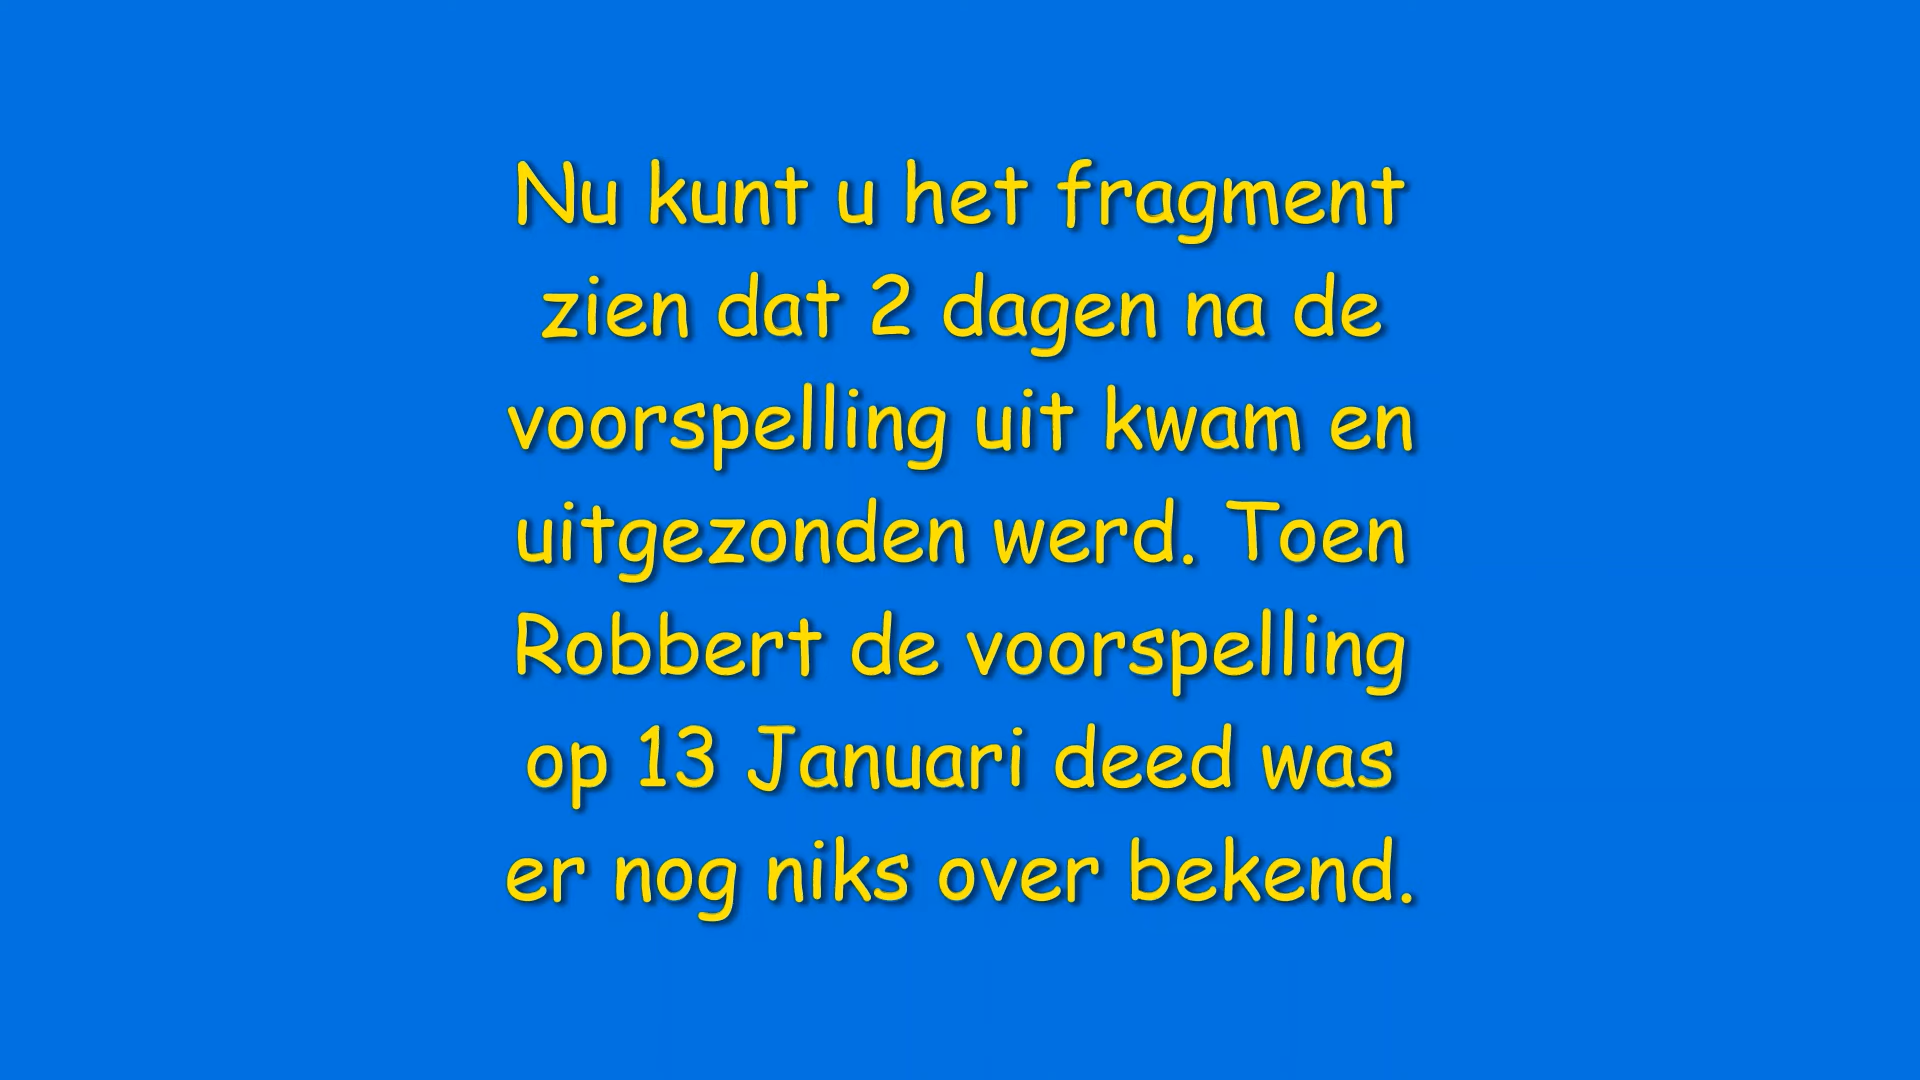 Nu kunt u het fragment
zien dat 2 dagen na de
voorspelling uit kwam en
uitgezonden werd. Toen
Robbert de voorspelling
op 13 Januari deed was
er nog niks over bekend.